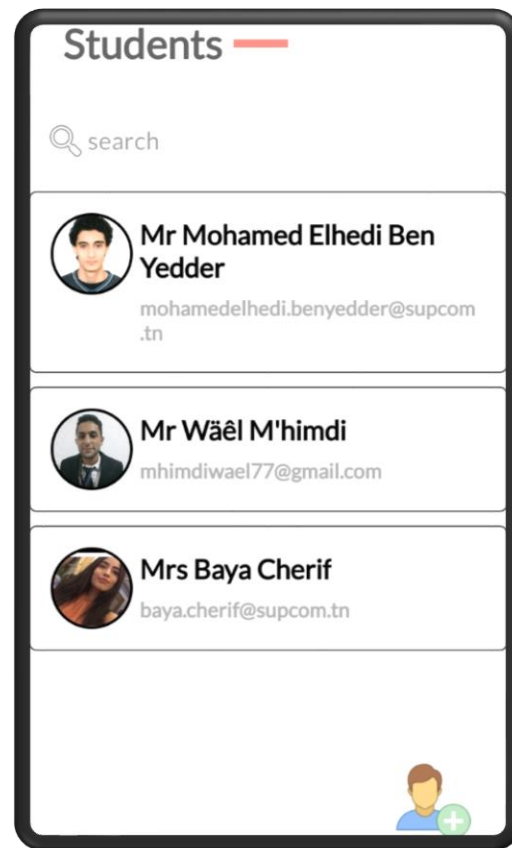 Students
search
Mr Mohamed Elhedi Ben
Yedder
mohamedelhedi.benyedder@supcom
.tn
Mr Wäêl M'himdi
mhimdiwael77@gmail.com
Mrs Baya Cherif
baya.cherif@supcom.tn